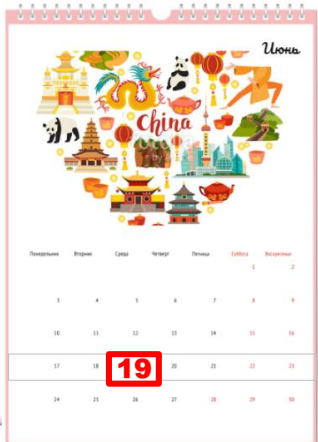 Июнь
China
Понедельник Вторник Среда Четверг Пятница Суббота Воскресенье
1 2
3 4 5 6 7 8 9
10 11 12 13 14 15 16
17 18 19 20 21 22 23
24 25 26 27 28 29 30